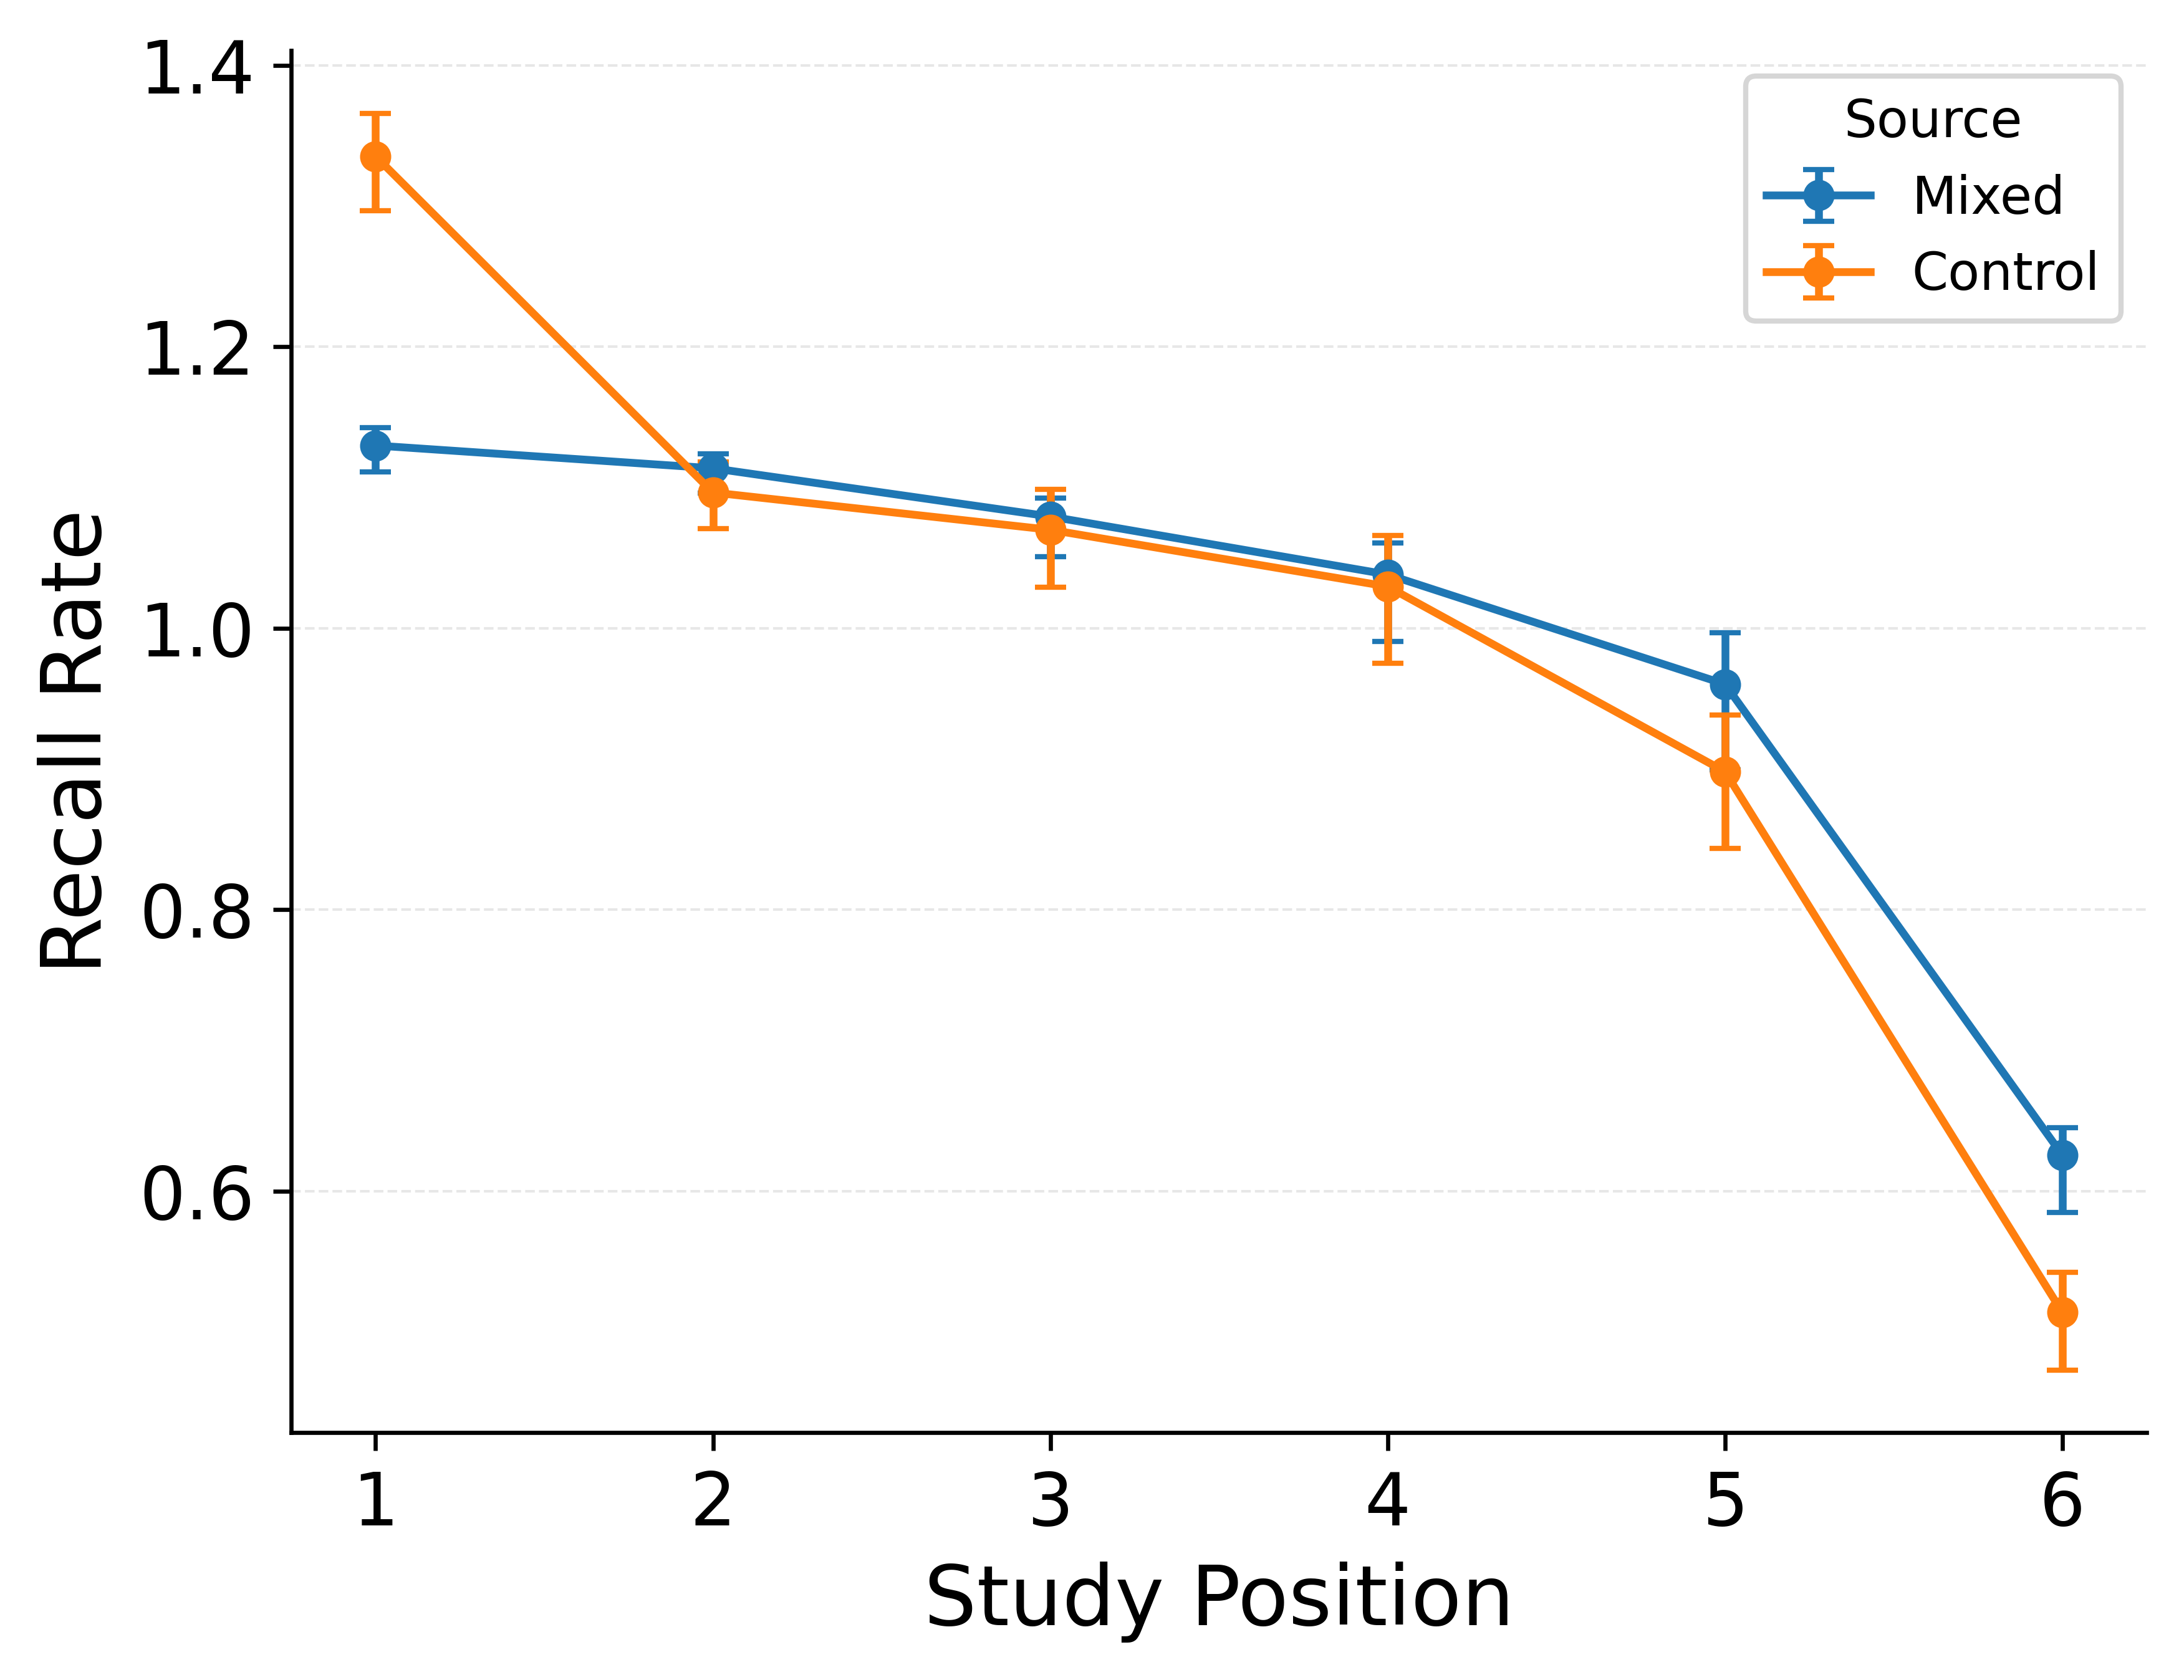 1.4
1.2
1.0
0.8
0.6
Recall Rate
Source
Mixed
Control
1 2 3 4 5 6
Study Position